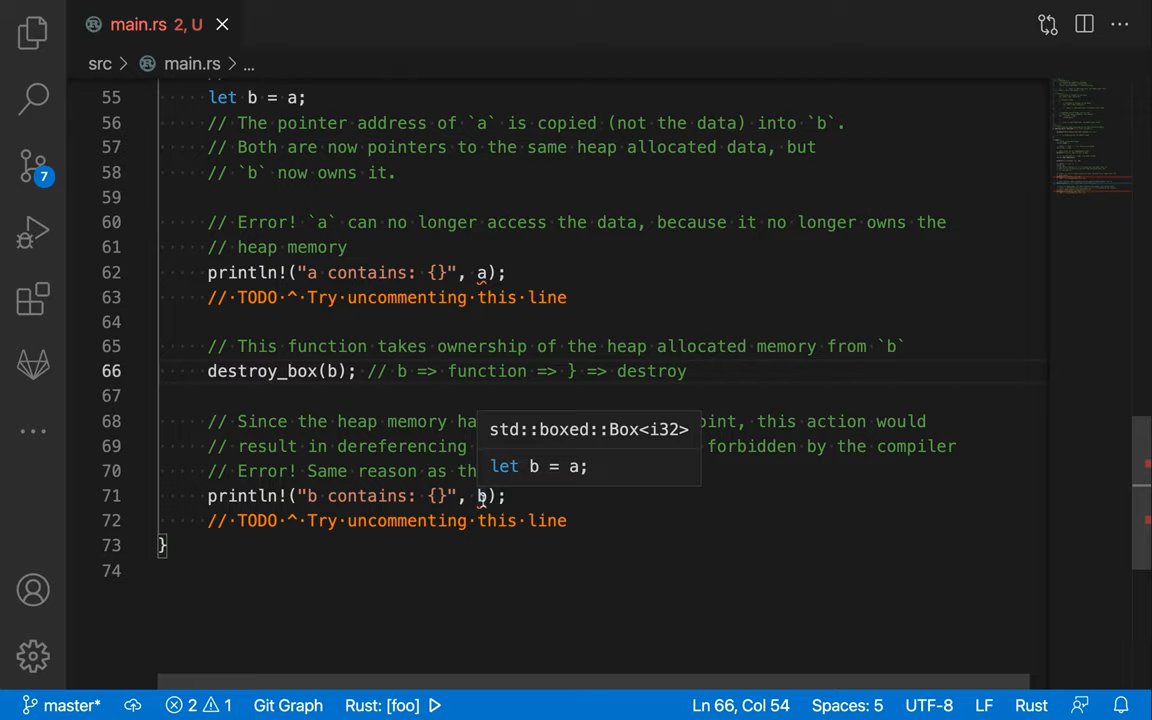 main.rs 2, U
src > main.rs > ...
55 let b = a;
56 // The pointer address of `a` is copied (not the data) into `b`.
57 // Both are now pointers to the same heap allocated data, but
58 // `b` now owns it.
59
60 // Error! `a` can no longer access the data, because it no longer owns the
61 // heap memory
62 println!("a contains: {}", a);
63 // TODO ^ Try uncommenting this line
64
65 // This function takes ownership of the heap allocated memory from `b`
66 destroy_box(b); // b => function => } => destroy
67
68 // Since the heap memory ha oint, this action would
std::boxed::Box<i32>
69 // result in dereferencing forbidden by the compiler
let b = a;
70 // Error! Same reason as th
71 println!("b contains: {}", b);
72 // TODO ^ Try uncommenting this line
73 }
74
7
master* 2 1 Git Graph Rust: [foo] Ln 66, Col 54 Spaces: 5 UTF-8 LF Rust